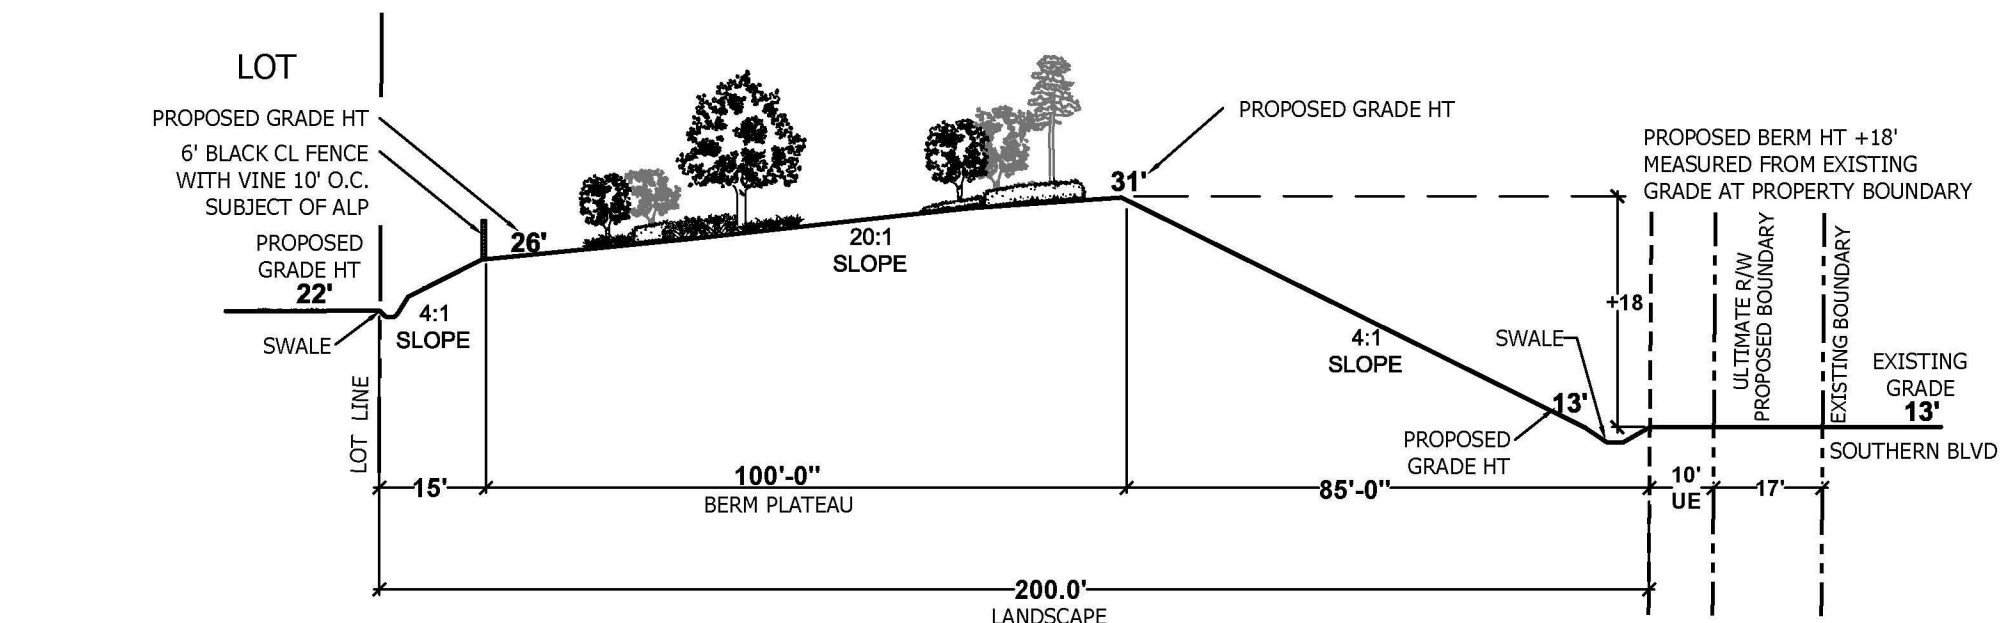 LOT
PROPOSED GRADE HT
6' BLACK CL FENCE
WITH VINE 10' O.C.
SUBJECT OF ALP
PROPOSED
GRADE HT
22'
SWALE
4:1
SLOPE
LOT LINE
26'
20:1
SLOPE
31'
PROPOSED GRADE HT
PROPOSED BERM HT +18'
MEASURED FROM EXISTING
GRADE AT PROPERTY BOUNDARY
+18
4:1
SLOPE
SWALE
13'
PROPOSED
GRADE HT
ULTIMATE R/W
PROPOSED BOUNDARY
EXISTING BOUNDARY
EXISTING
GRADE
13'
SOUTHERN BLVD
15'
100'-0"
BERM PLATEAU
85'-0"
10'
UE
17'
200.0'
LANDSCAPE